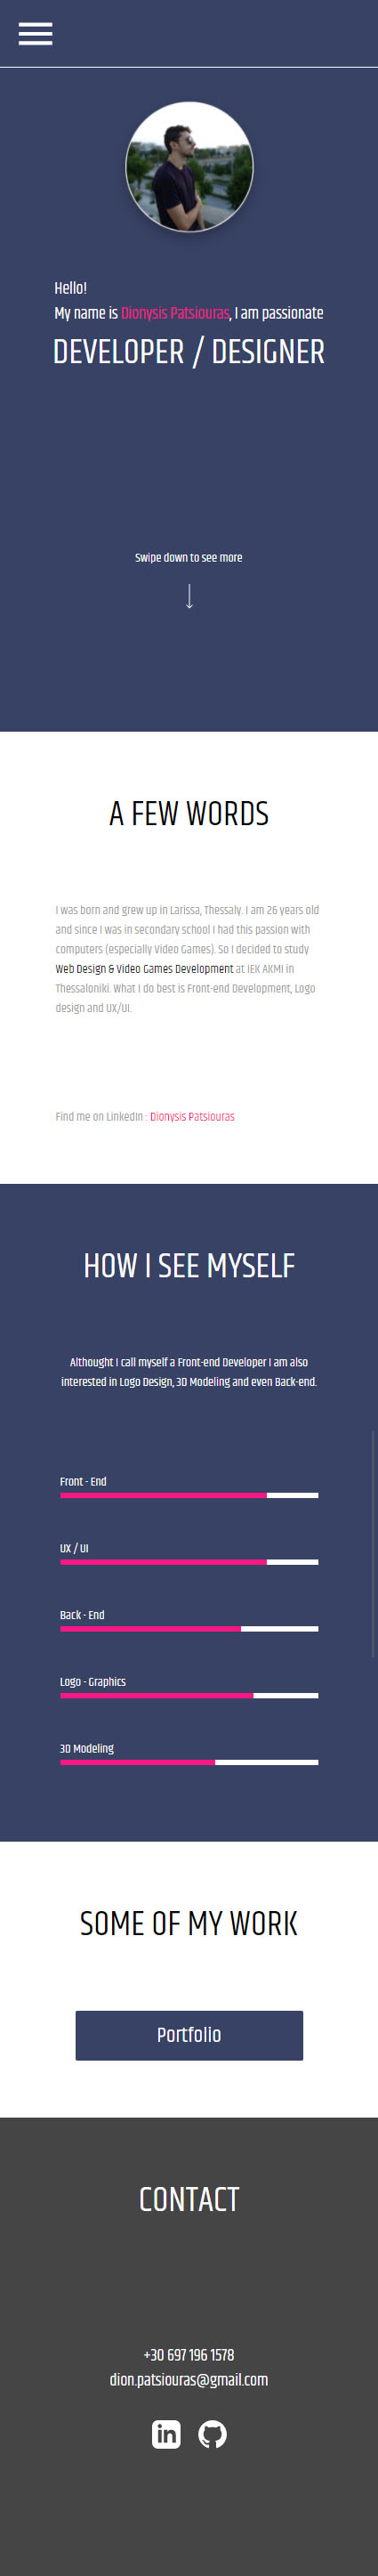 Hello!
My name is Dionysis Patsiouras, I am passionate
DEVELOPER / DESIGNER
Swipe down to see more
A FEW WORDS
I was born and grew up in Larissa, Thessaly. I am 26 years old
and since I was in secondary school I had this passion with
computers (especially Video Games). So I decided to study
Web Design & Video Games Development at IEK AKMI in
Thessaloniki. What I do best is Front-end Development, Logo
design and UX/UI.
Find me on LinkedIn : Dionysis Patsiouras
HOW I SEE MYSELF
Althought I call myself a Front-end Developer I am also
interested in Logo Design, 3D Modeling and even Back-end.
Front - End
UX / UI
Back - End
Logo - Graphics
3D Modeling
SOME OF MY WORK
Portfolio
CONTACT
+30 697 196 1578
dion.patsiouras@gmail.com
in